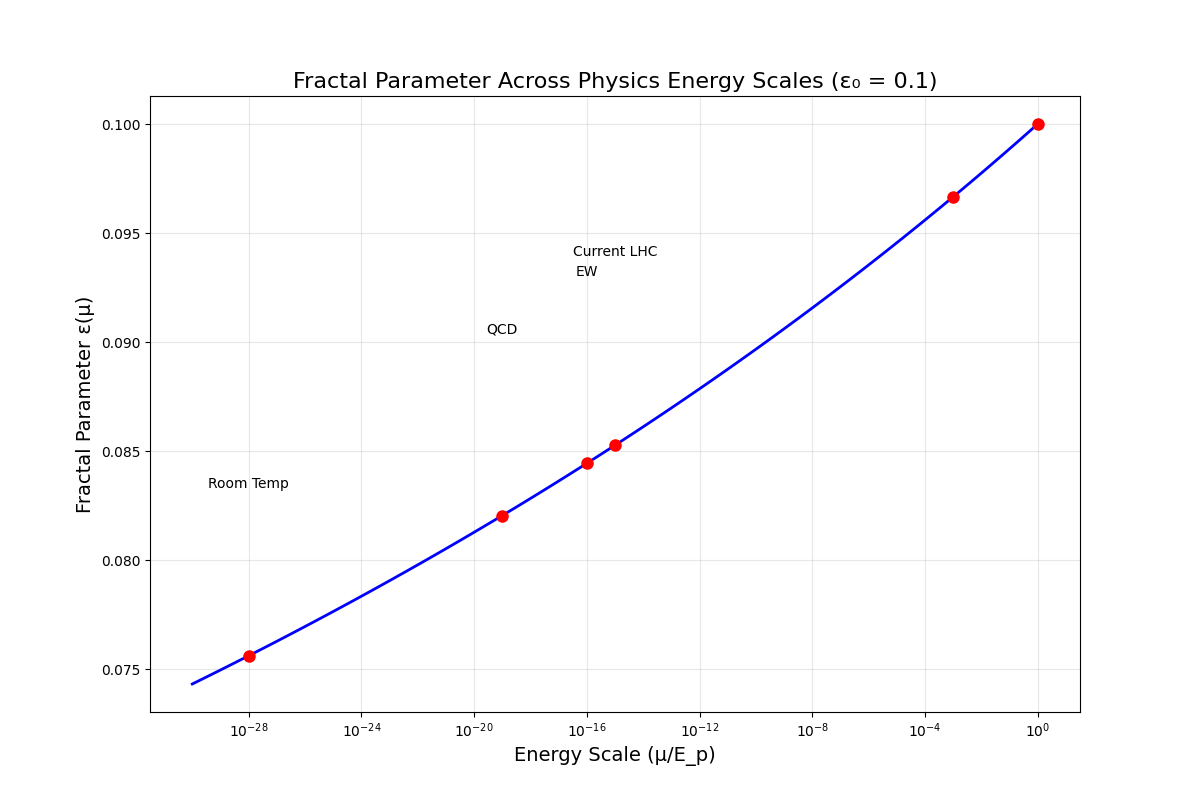 Fractal Parameter Across Physics Energy Scales (ε₀ = 0.1)
Fractal Parameter ε(μ)
0.100
0.095
0.090
0.085
0.080
0.075
Current LHC
EW
QCD
Room Temp
10⁻²⁸ 10⁻²⁴ 10⁻²⁰ 10⁻¹⁶ 10⁻¹² 10⁻⁸ 10⁻⁴ 10⁰
Energy Scale (μ/E_p)